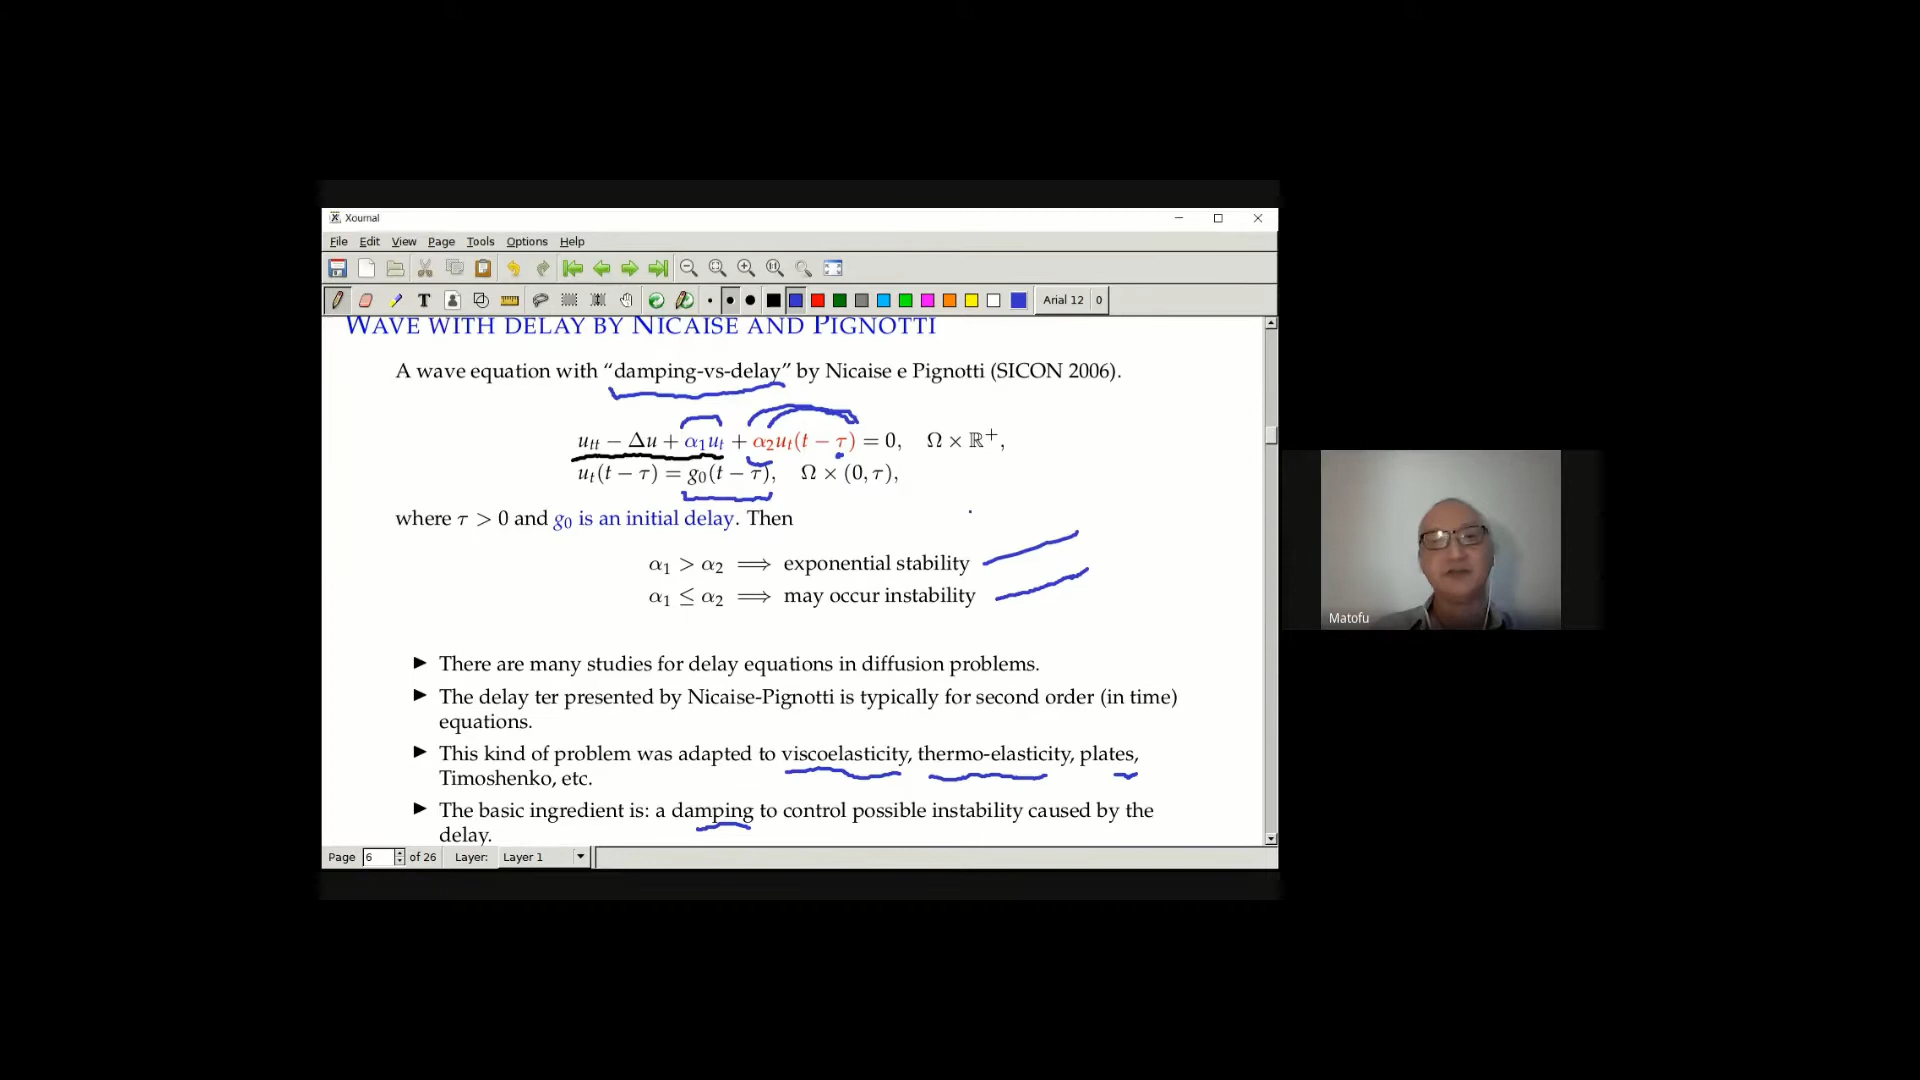 Xournal
File Edit View Page Tools Options Help
Arial 12 0
WAVE WITH DELAY BY NICAISE AND PIGNOTTI
A wave equation with “damping-vs-delay” by Nicaise e Pignotti (SICON 2006).
u_tt − Δu + α₁u_t + α₂u_t(t − τ) = 0, Ω × ℝ⁺,
u_t(t − τ) = g₀(t − τ), Ω × (0, τ),
where τ > 0 and g₀ is an initial delay. Then
α₁ > α₂ ⟹ exponential stability
α₁ ≤ α₂ ⟹ may occur instability
Matofu
▶ There are many studies for delay equations in diffusion problems.
▶ The delay ter presented by Nicaise-Pignotti is typically for second order (in time)
equations.
▶ This kind of problem was adapted to viscoelasticity, thermo-elasticity, plates,
Timoshenko, etc.
▶ The basic ingredient is: a damping to control possible instability caused by the
delay.
Page 6 of 26 Layer: Layer 1